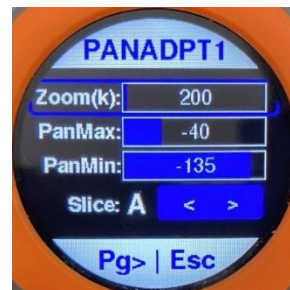 PANADPT1
Zoom(k): 200
PanMax: -40
PanMin: -135
Slice: A < >
Pg> | Esc